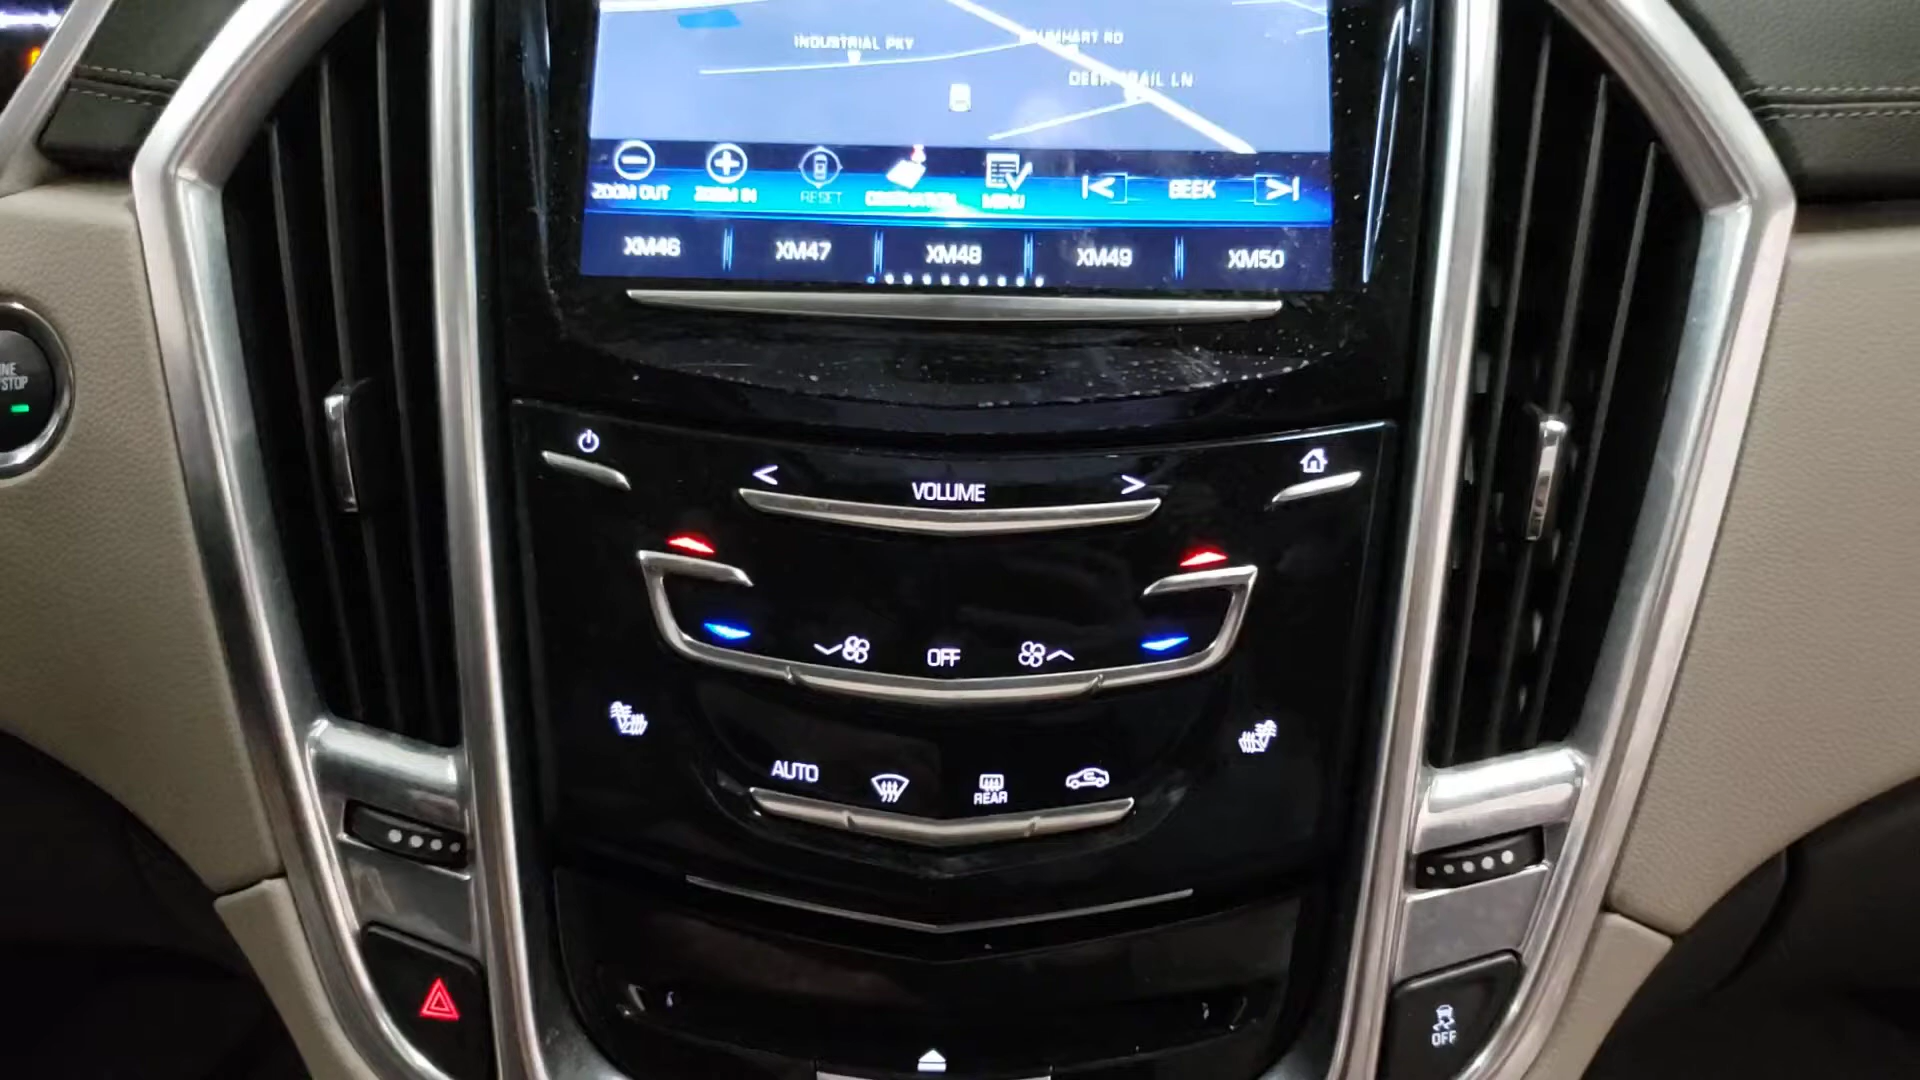 INDUSTRIAL PKY
DEER TRAIL LN
ZOOM OUT
ZOOM IN
RESET
DESTINATION
MENU
SEEK
XM46
XM47
XM48
XM49
XM50
VOLUME
OFF
AUTO
REAR
OFF